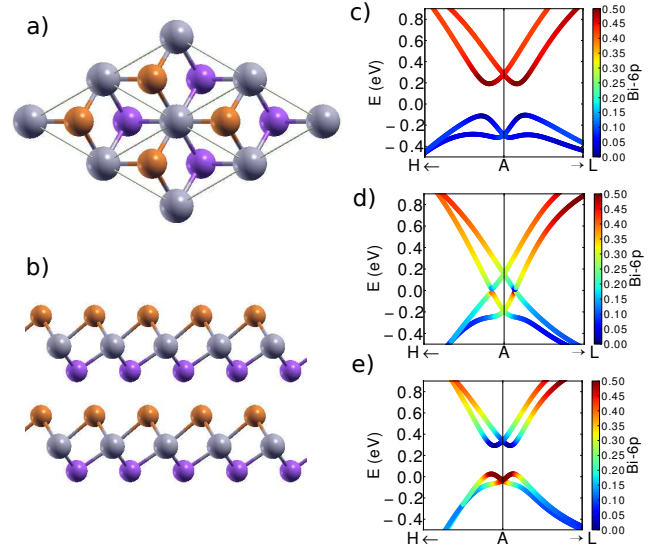 a)
b)
c)
E (eV)
0.8
0.6
0.4
0.2
0.0
− 0.2
− 0.4
H ←
A
→ L
0.50
0.45
0.40
0.35
0.30
0.25
0.20
0.15
0.10
0.05
0.00
Bi-6p
d)
E (eV)
0.8
0.6
0.4
0.2
0.0
− 0.2
− 0.4
H ←
A
→ L
0.50
0.45
0.40
0.35
0.30
0.25
0.20
0.15
0.10
0.05
0.00
Bi-6p
e)
E (eV)
0.8
0.6
0.4
0.2
0.0
− 0.2
− 0.4
H ←
A
→ L
0.50
0.45
0.40
0.35
0.30
0.25
0.20
0.15
0.10
0.05
0.00
Bi-6p